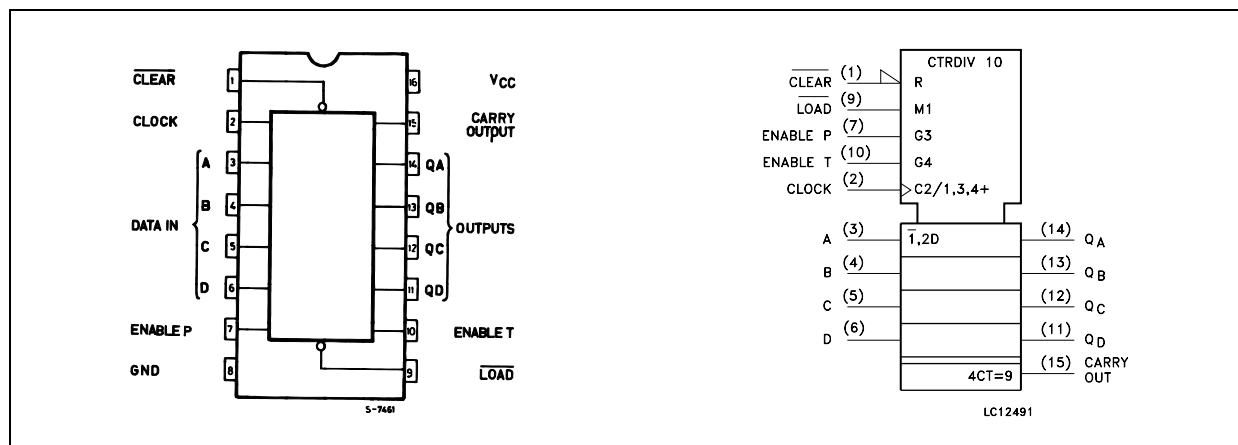 CLEAR 1 16 VCC
CLOCK 2 15 CARRY OUTPUT
A 3 14 QA
B 4 13 QB
DATA IN OUTPUTS
C 5 12 QC
D 6 11 QD
ENABLE P 7 10 ENABLE T
GND 8 9 LOAD
S-7461
CTRDIV 10
CLEAR (1) R
LOAD (9) M1
ENABLE P (7) G3
ENABLE T (10) G4
CLOCK (2) C2/1,3,4+
A (3) 1,2D (14) QA
B (4) (13) QB
C (5) (12) QC
D (6) (11) QD
4CT=9 (15) CARRY OUT
LC12491